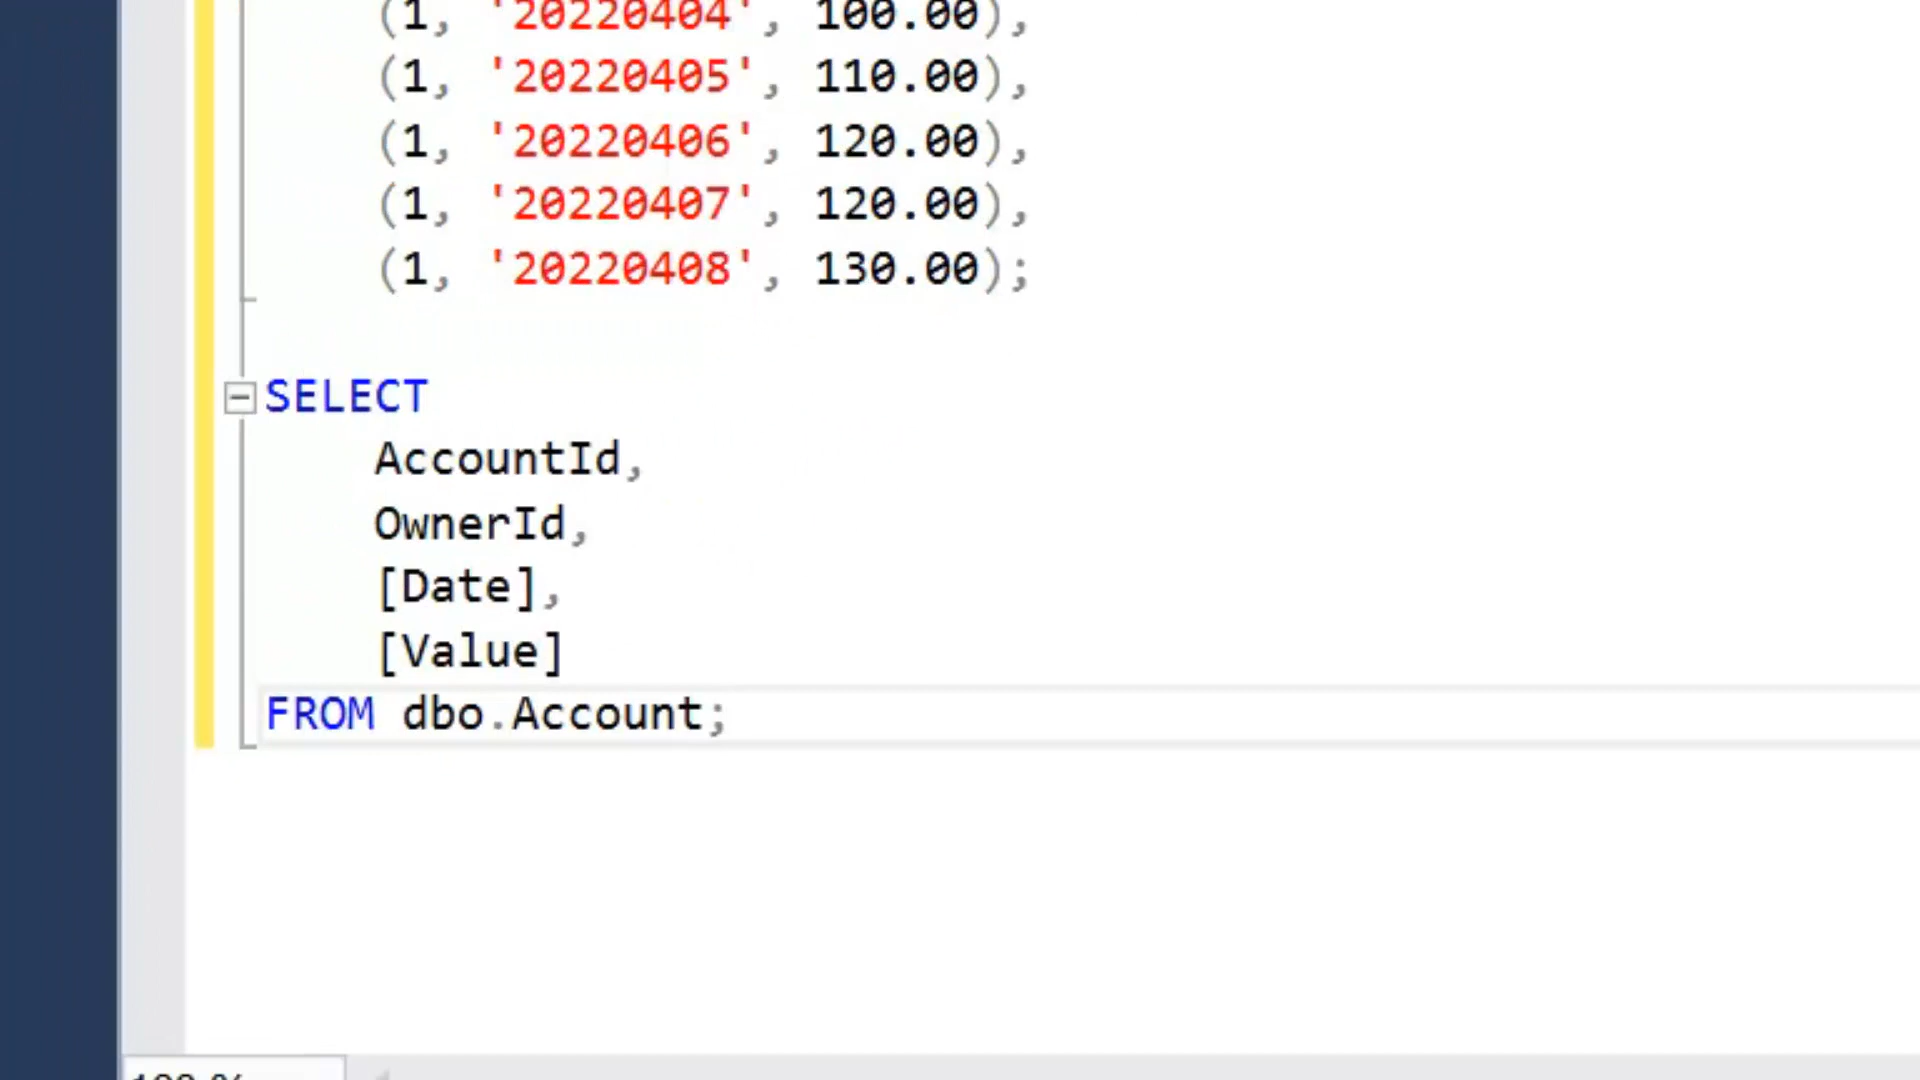 (1, '20220404', 100.00),
(1, '20220405', 110.00),
(1, '20220406', 120.00),
(1, '20220407', 120.00),
(1, '20220408', 130.00);
SELECT
AccountId,
OwnerId,
[Date],
[Value]
FROM dbo.Account;